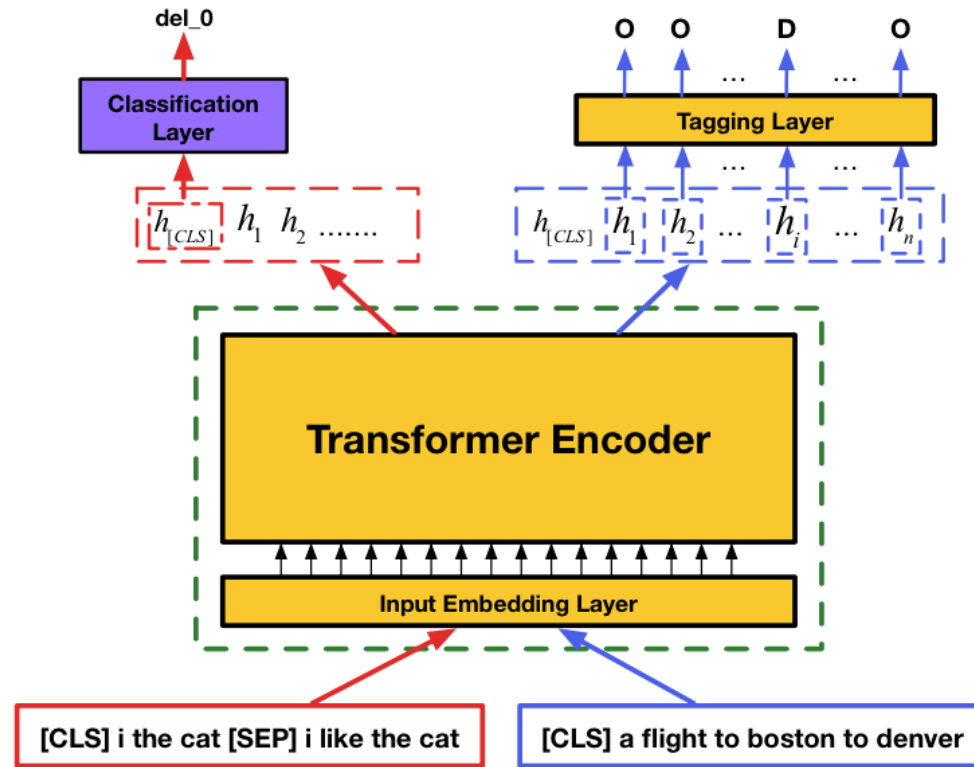 del_0
O O D O
Classification
Layer
... ...
Tagging Layer
... ...
h[CLS] h1 h2 .......
h[CLS] h1 h2 ... hi ... hn
Transformer Encoder
Input Embedding Layer
[CLS] i the cat [SEP] i like the cat
[CLS] a flight to boston to denver